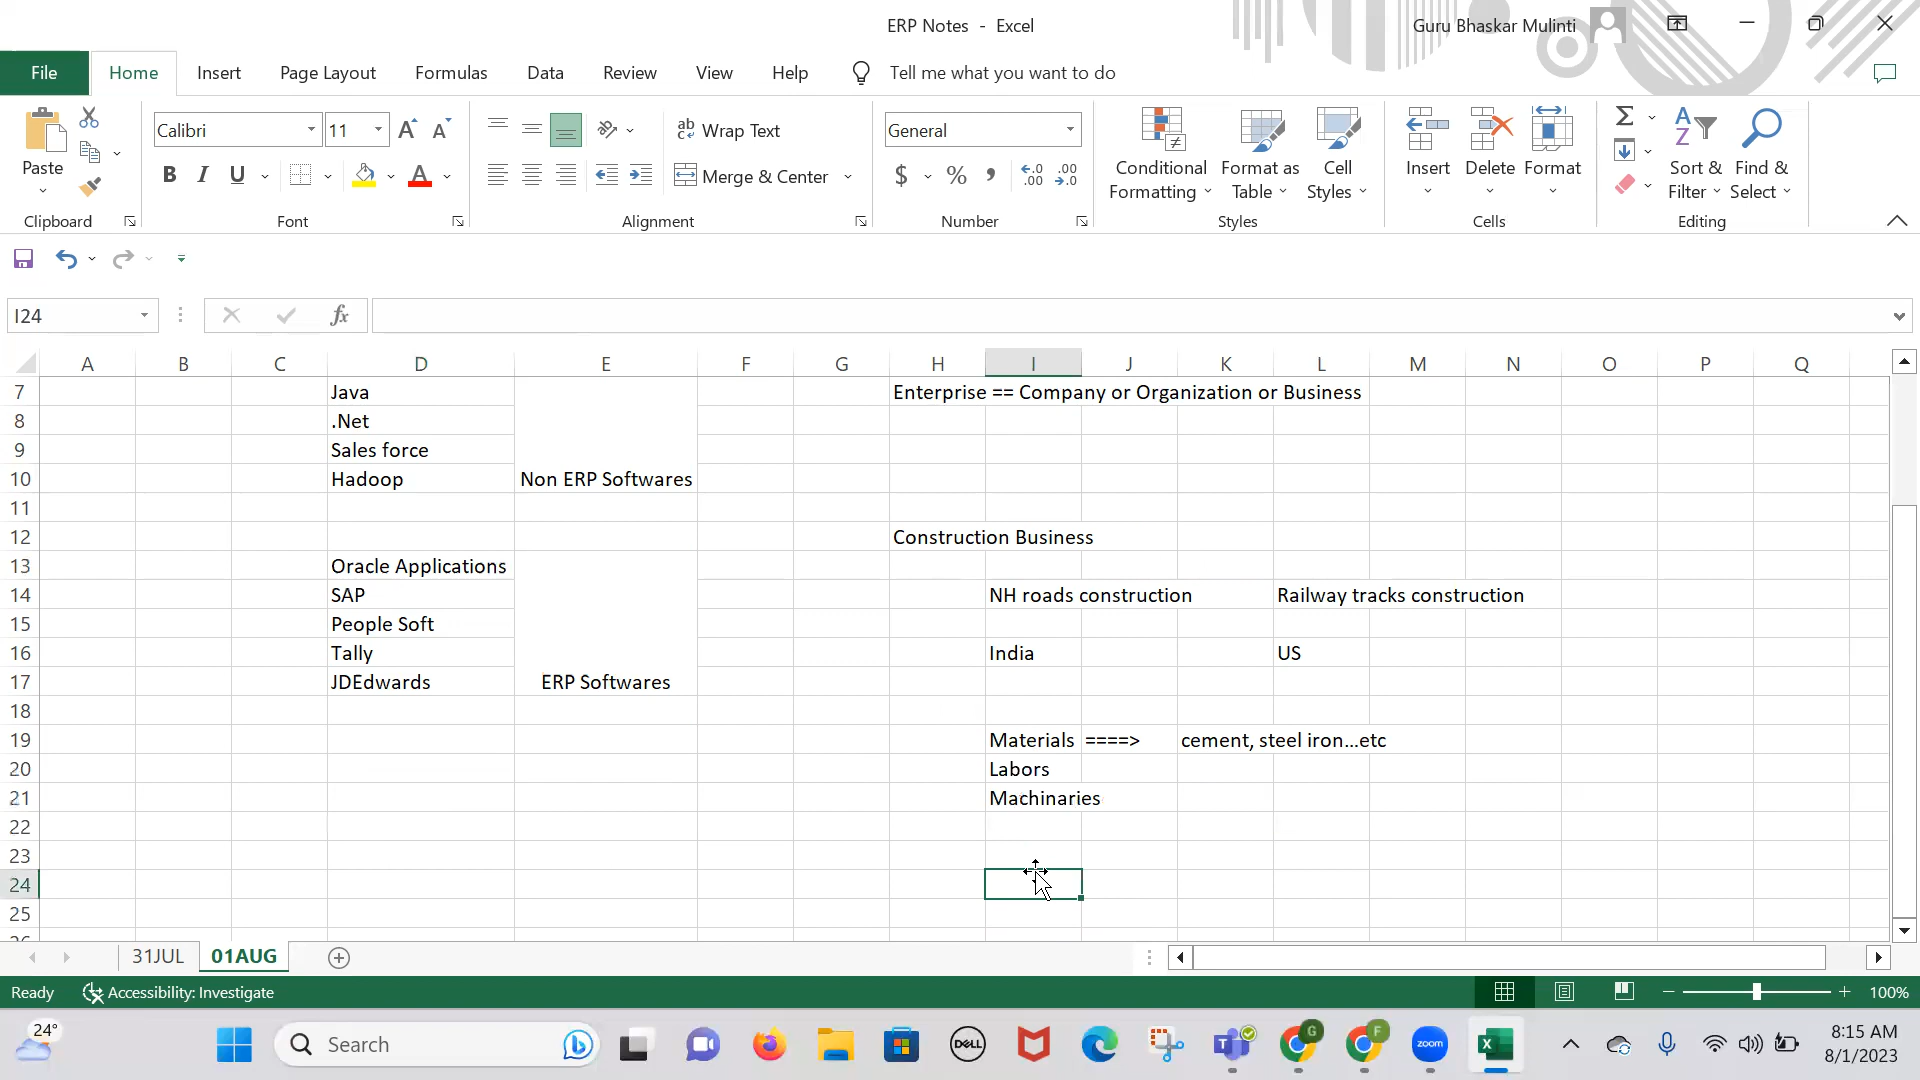 ERP Notes - Excel
Guru Bhaskar Mulinti
File Home Insert Page Layout Formulas Data Review View Help Tell me what you want to do
Paste
Clipboard
Calibri 11
B I U A
Font
ab Wrap Text
Merge & Center
Alignment
General
$ % , .00 .00
Number
Conditional Formatting
Format as Table
Cell Styles
Styles
Insert Delete Format
Cells
Sort & Filter
Find & Select
Editing
I24 fx
A B C D E F G H I J K L M N O P Q
7 Java Enterprise == Company or Organization or Business
8 .Net
9 Sales force
10 Hadoop Non ERP Softwares
11
12 Construction Business
13 Oracle Applications
14 SAP NH roads construction Railway tracks construction
15 People Soft
16 Tally India US
17 JDEdwards ERP Softwares
18
19 Materials ====> cement, steel iron...etc
20 Labors
21 Machinaries
22
23
24
25
31JUL 01AUG
Ready Accessibility: Investigate 100%
24° Search DELL zoom 8:15 AM
8/1/2023